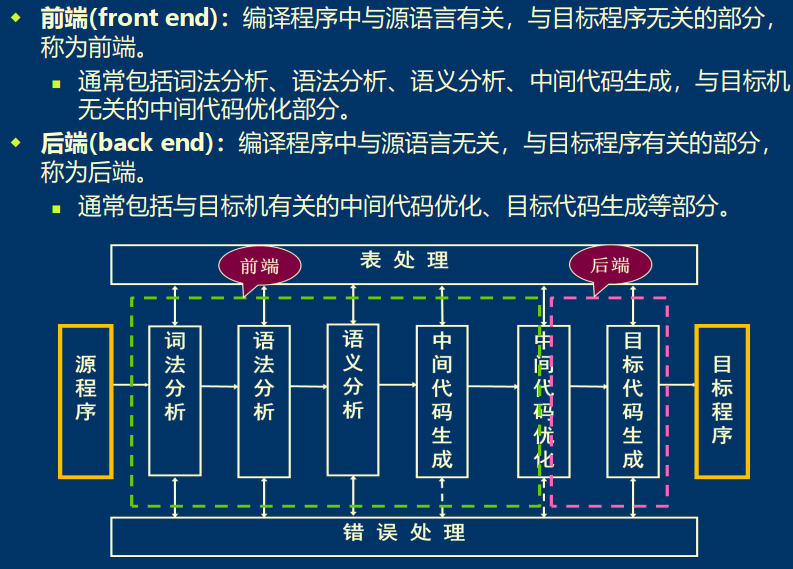 前端(front end)：编译程序中与源语言有关，与目标程序无关的部分，
称为前端。
通常包括词法分析、语法分析、语义分析、中间代码生成，与目标机
无关的中间代码优化部分。
后端(back end)：编译程序中与源语言无关，与目标程序有关的部分，
称为后端。
通常包括与目标机有关的中间代码优化、目标代码生成等部分。
表处理
前端
后端
源程序
词法分析
语法分析
语义分析
中间代码生成
中间代码优化
目标代码生成
目标程序
错误处理